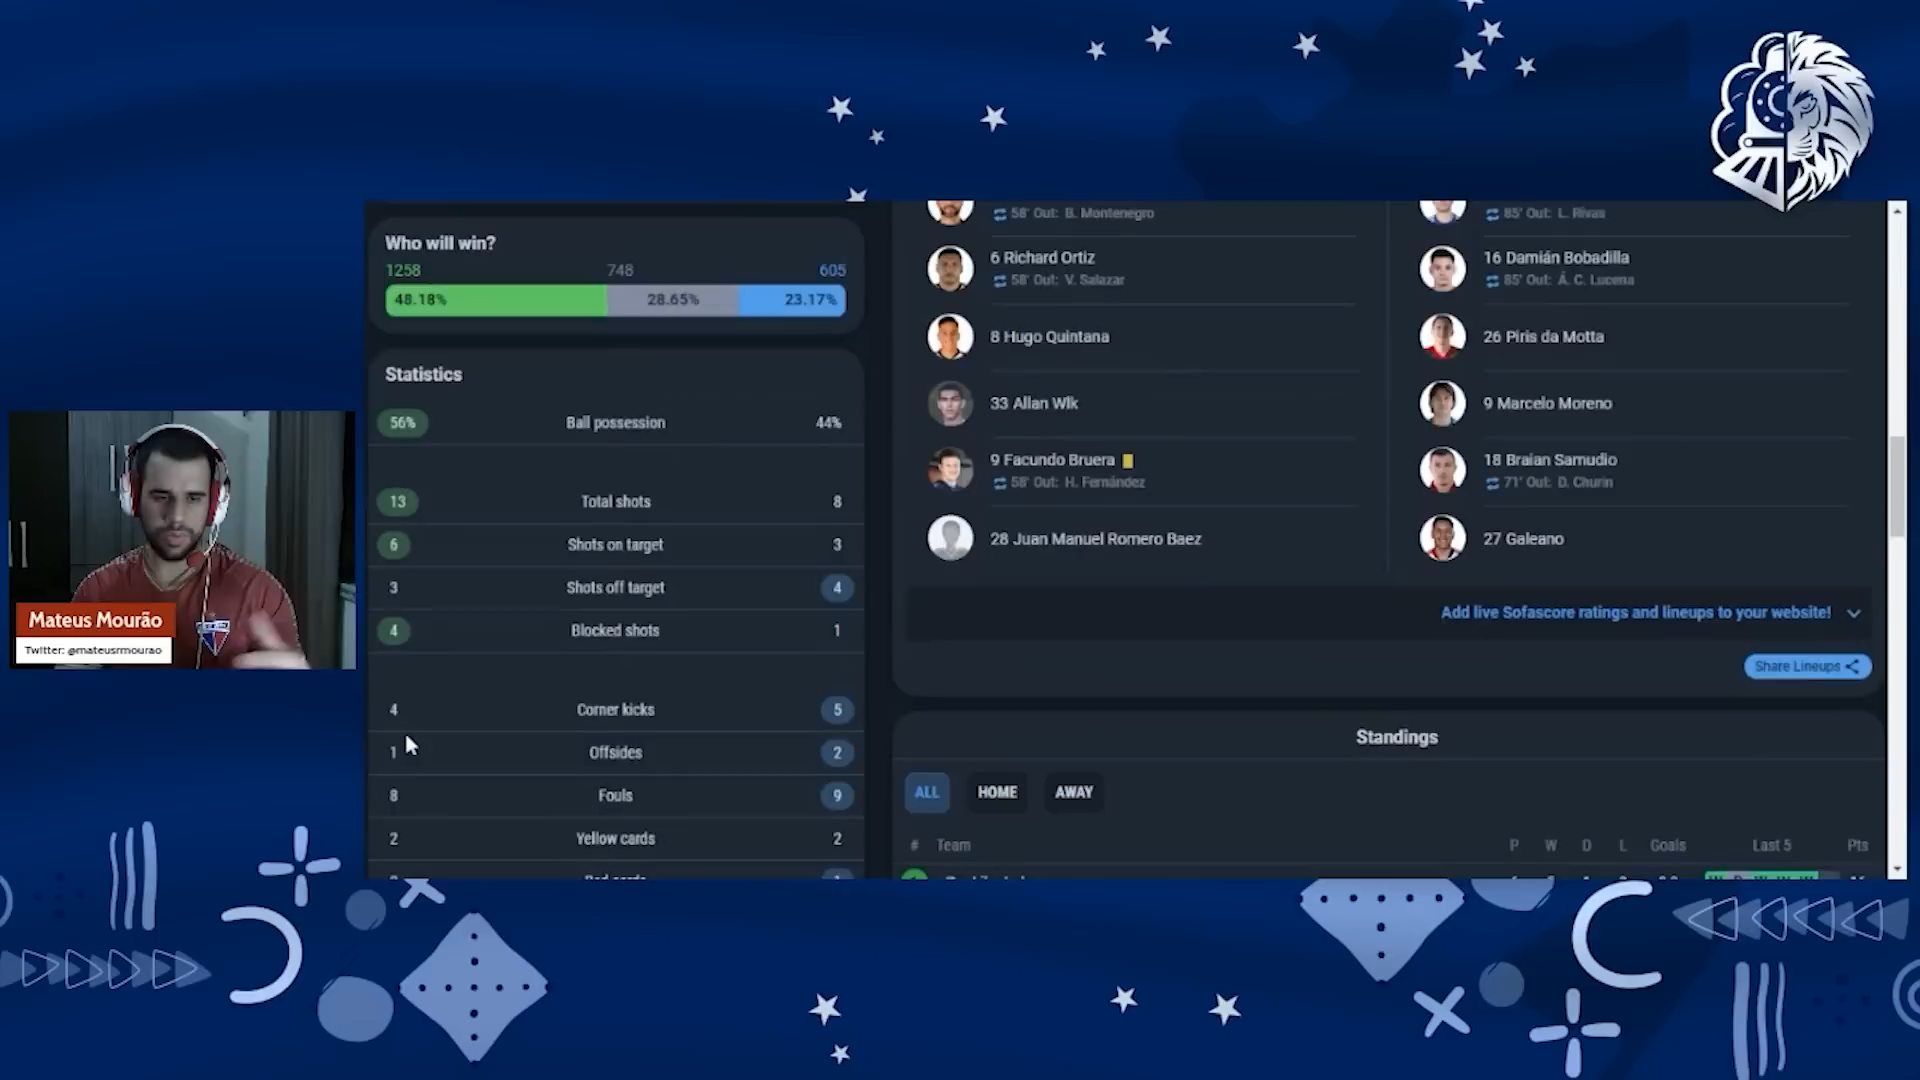 Who will win?
1258 748 605
48.18% 28.65% 23.17%
Statistics
56% Ball possession 44%
13 Total shots 8
6 Shots on target 3
3 Shots off target 4
4 Blocked shots 1
4 Corner kicks 5
1 Offsides 2
8 Fouls 9
2 Yellow cards 2
58' Out: B. Montenegro
6 Richard Ortiz
58' Out: V. Salazar
8 Hugo Quintana
33 Allan Wlk
9 Facundo Bruera
58' Out: H. Fernández
28 Juan Manuel Romero Baez
85' Out: L. Rivas
16 Damián Bobadilla
85' Out: Á. C. Lucena
26 Piris da Motta
9 Marcelo Moreno
18 Braian Samudio
71' Out: D. Churín
27 Galeano
Add live Sofascore ratings and lineups to your website!
Share Lineups
Standings
ALL HOME AWAY
# Team P W D L Goals Last 5 Pts
Mateus Mourão
Twitter: @mateusrmourao